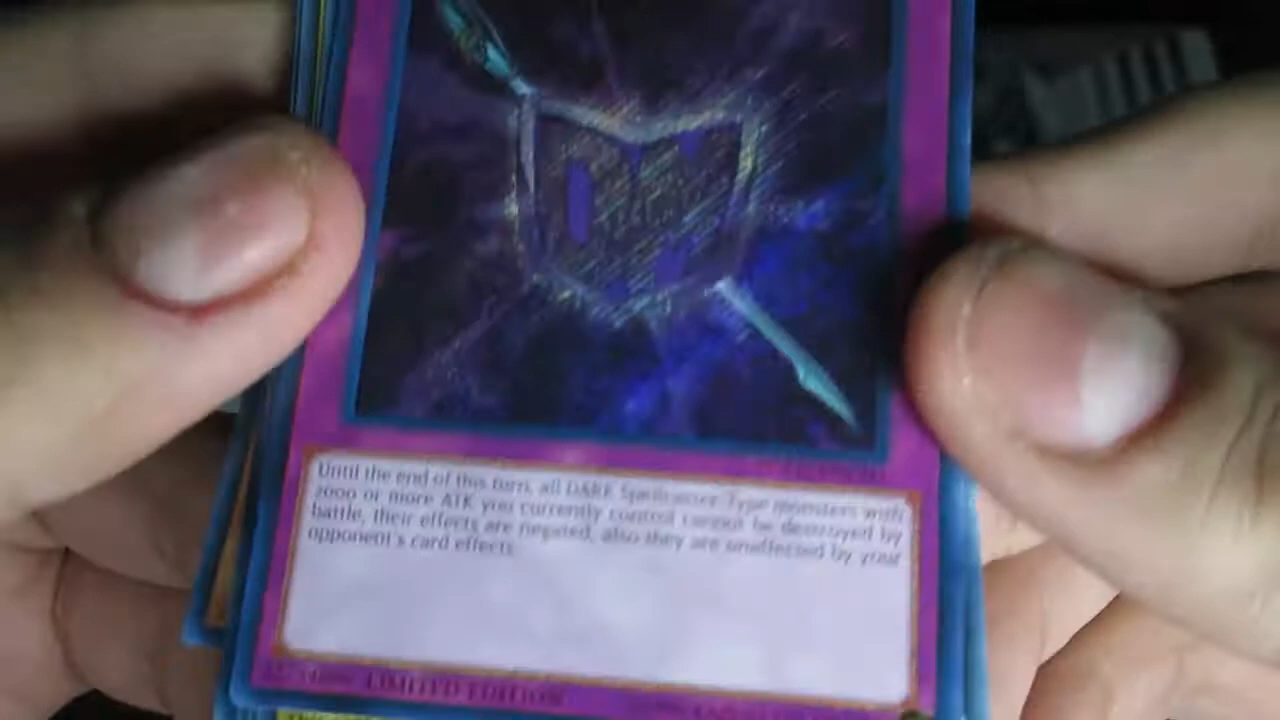 Until the end of this turn, all DARK Spellcaster-Type monsters with
2000 or more ATK you currently control cannot be destroyed by
battle, their effects are negated, also they are unaffected by your
opponent's card effects.
LIMITED EDITION